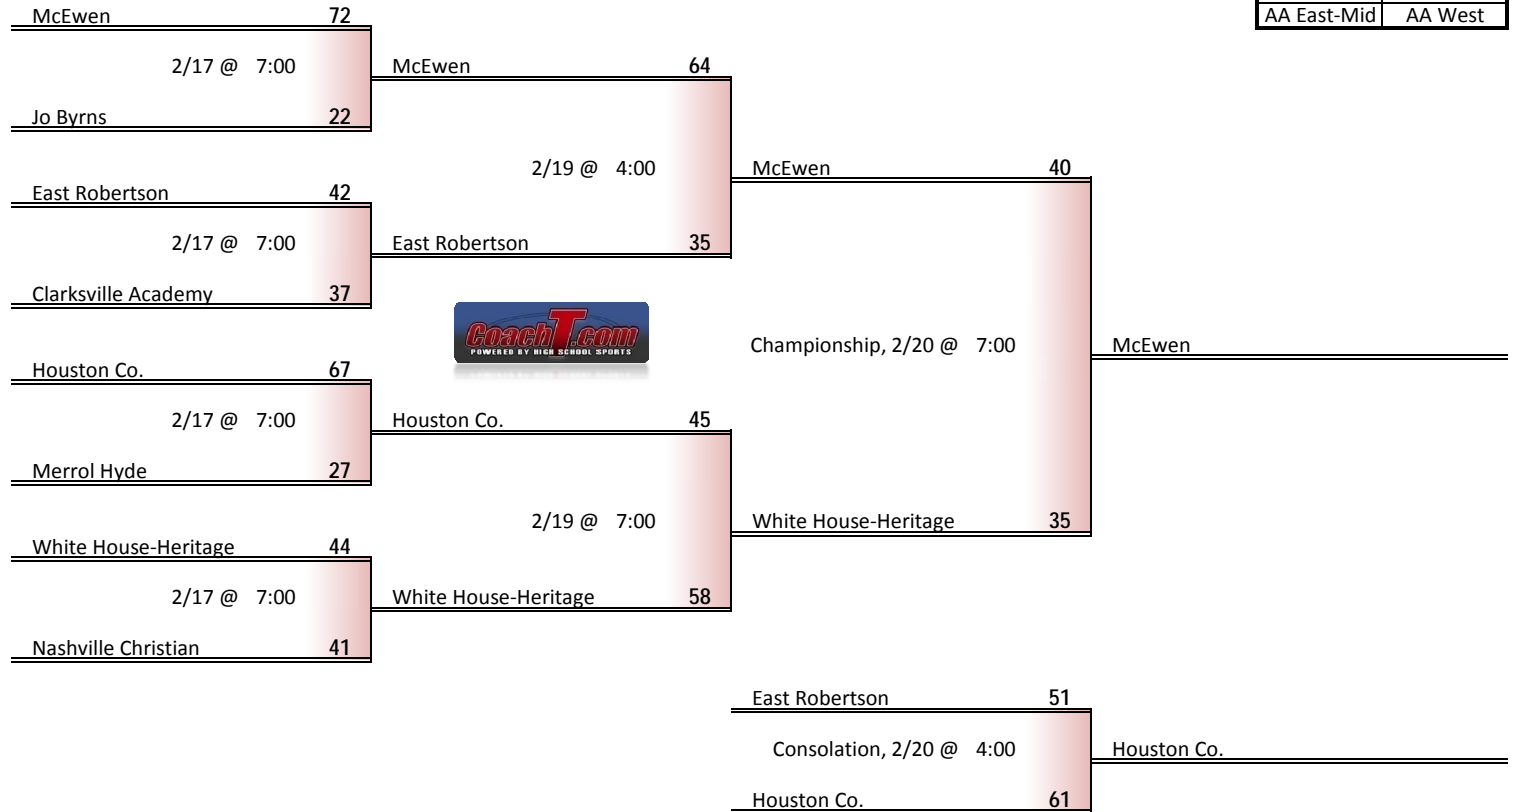 AA East-Mid AA West
McEwen 72
2/17 @ 7:00
Jo Byrns 22
East Robertson 42
2/17 @ 7:00
Clarksville Academy 37
Houston Co. 67
2/17 @ 7:00
Merrol Hyde 27
White House-Heritage 44
2/17 @ 7:00
Nashville Christian 41
McEwen 64
2/19 @ 4:00
East Robertson 35
CoachT.com
POWERED BY HIGH SCHOOL SPORTS
Houston Co. 45
2/19 @ 7:00
White House-Heritage 58
McEwen 40
Championship, 2/20 @ 7:00
White House-Heritage 35
McEwen
East Robertson 51
Consolation, 2/20 @ 4:00
Houston Co. 61
Houston Co.